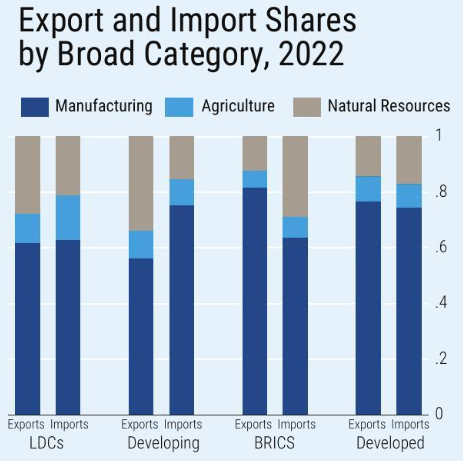 Export and Import Shares
by Broad Category, 2022
Manufacturing Agriculture Natural Resources
1
.8
.6
.4
.2
0
Exports Imports Exports Imports Exports Imports Exports Imports
LDCs Developing BRICS Developed